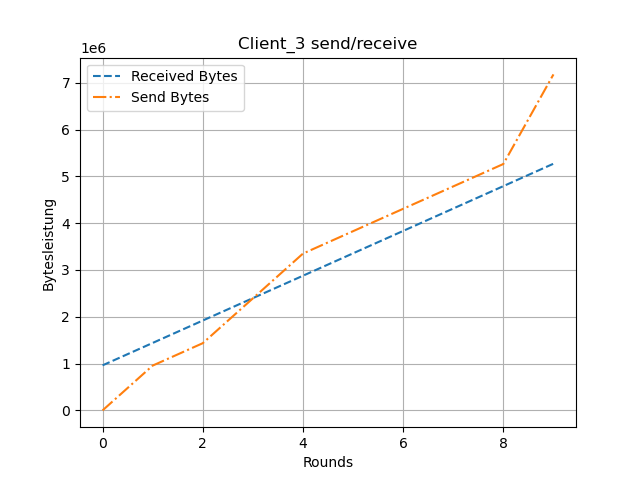 Client_3 send/receive
1e6
Received Bytes
Send Bytes
7
6
5
4
3
2
1
0
Bytesleistung
0 2 4 6 8
Rounds